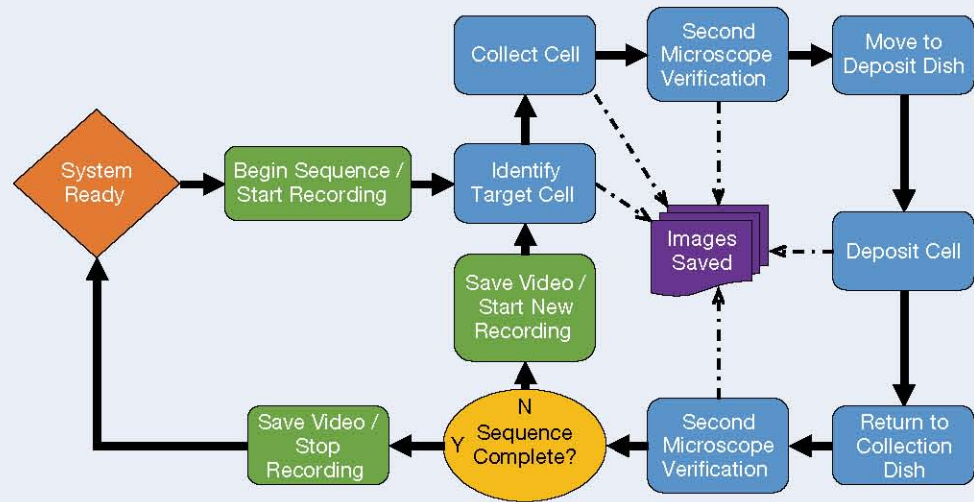 System
Ready
Begin Sequence /
Start Recording
Identify
Target Cell
Collect Cell
Second
Microscope
Verification
Move to
Deposit Dish
Deposit Cell
Images
Saved
Return to
Collection
Dish
Second
Microscope
Verification
N
Y
Sequence
Complete?
Save Video /
Start New
Recording
Save Video /
Stop
Recording